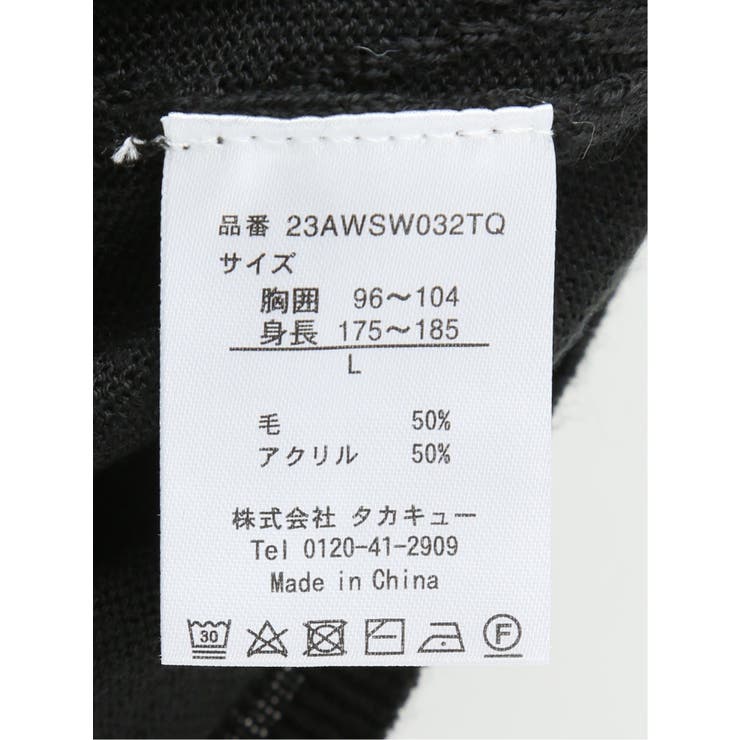 品番 23AWSW032TQ
サイズ
胸囲 96～104
身長 175～185
L
毛 50%
アクリル 50%
株式会社 タカキュー
Tel 0120-41-2909
Made in China
30 F